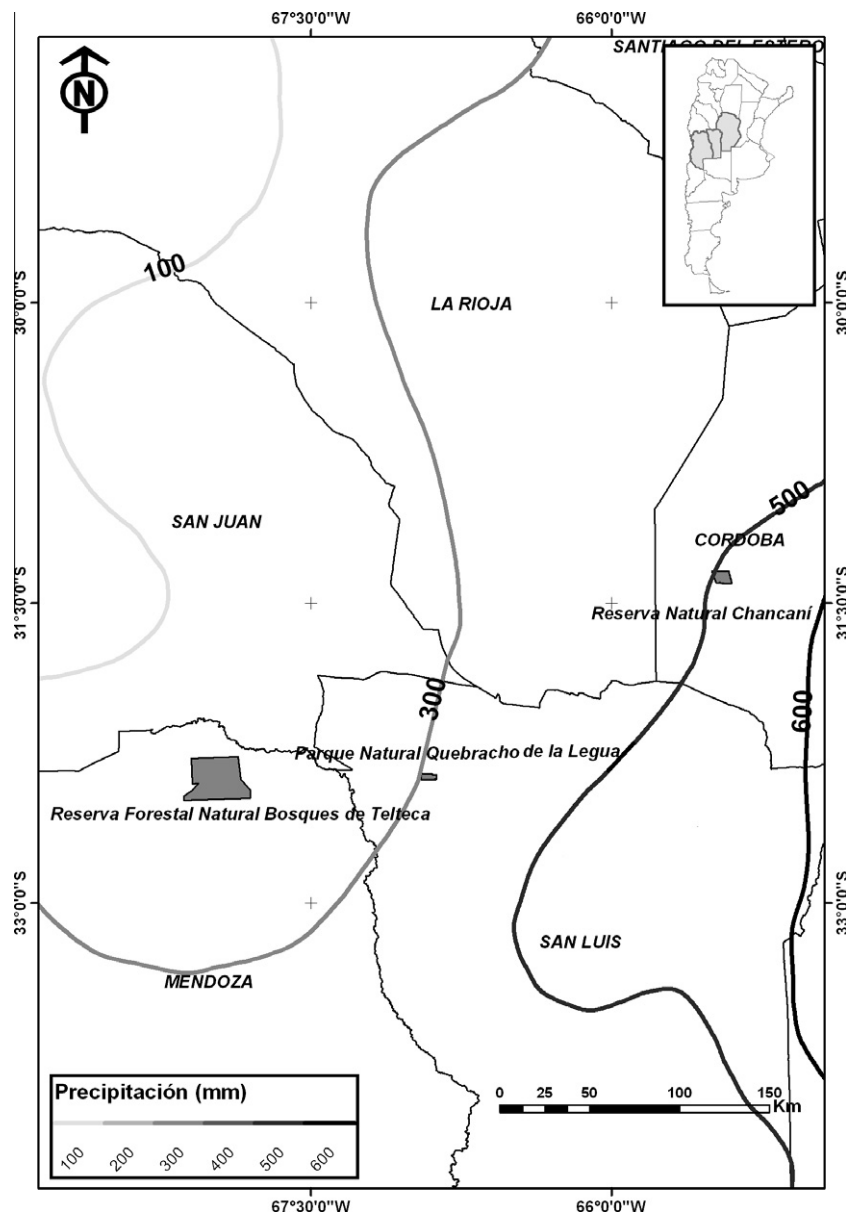 67°30'0"W
66°0'0"W
N
SANTIAGO DEL ESTERO
100
30°0'0"S
30°0'0"S
LA RIOJA
500
SAN JUAN
CORDOBA
31°30'0"S
31°30'0"S
Reserva Natural Chancaní
300
600
Parque Natural Quebracho de la Legua
Reserva Forestal Natural Bosques de Telteca
33°0'0"S
33°0'0"S
SAN LUIS
MENDOZA
Precipitación (mm)
100 200 300 400 500 600
0 25 50 100 150
Km
67°30'0"W
66°0'0"W